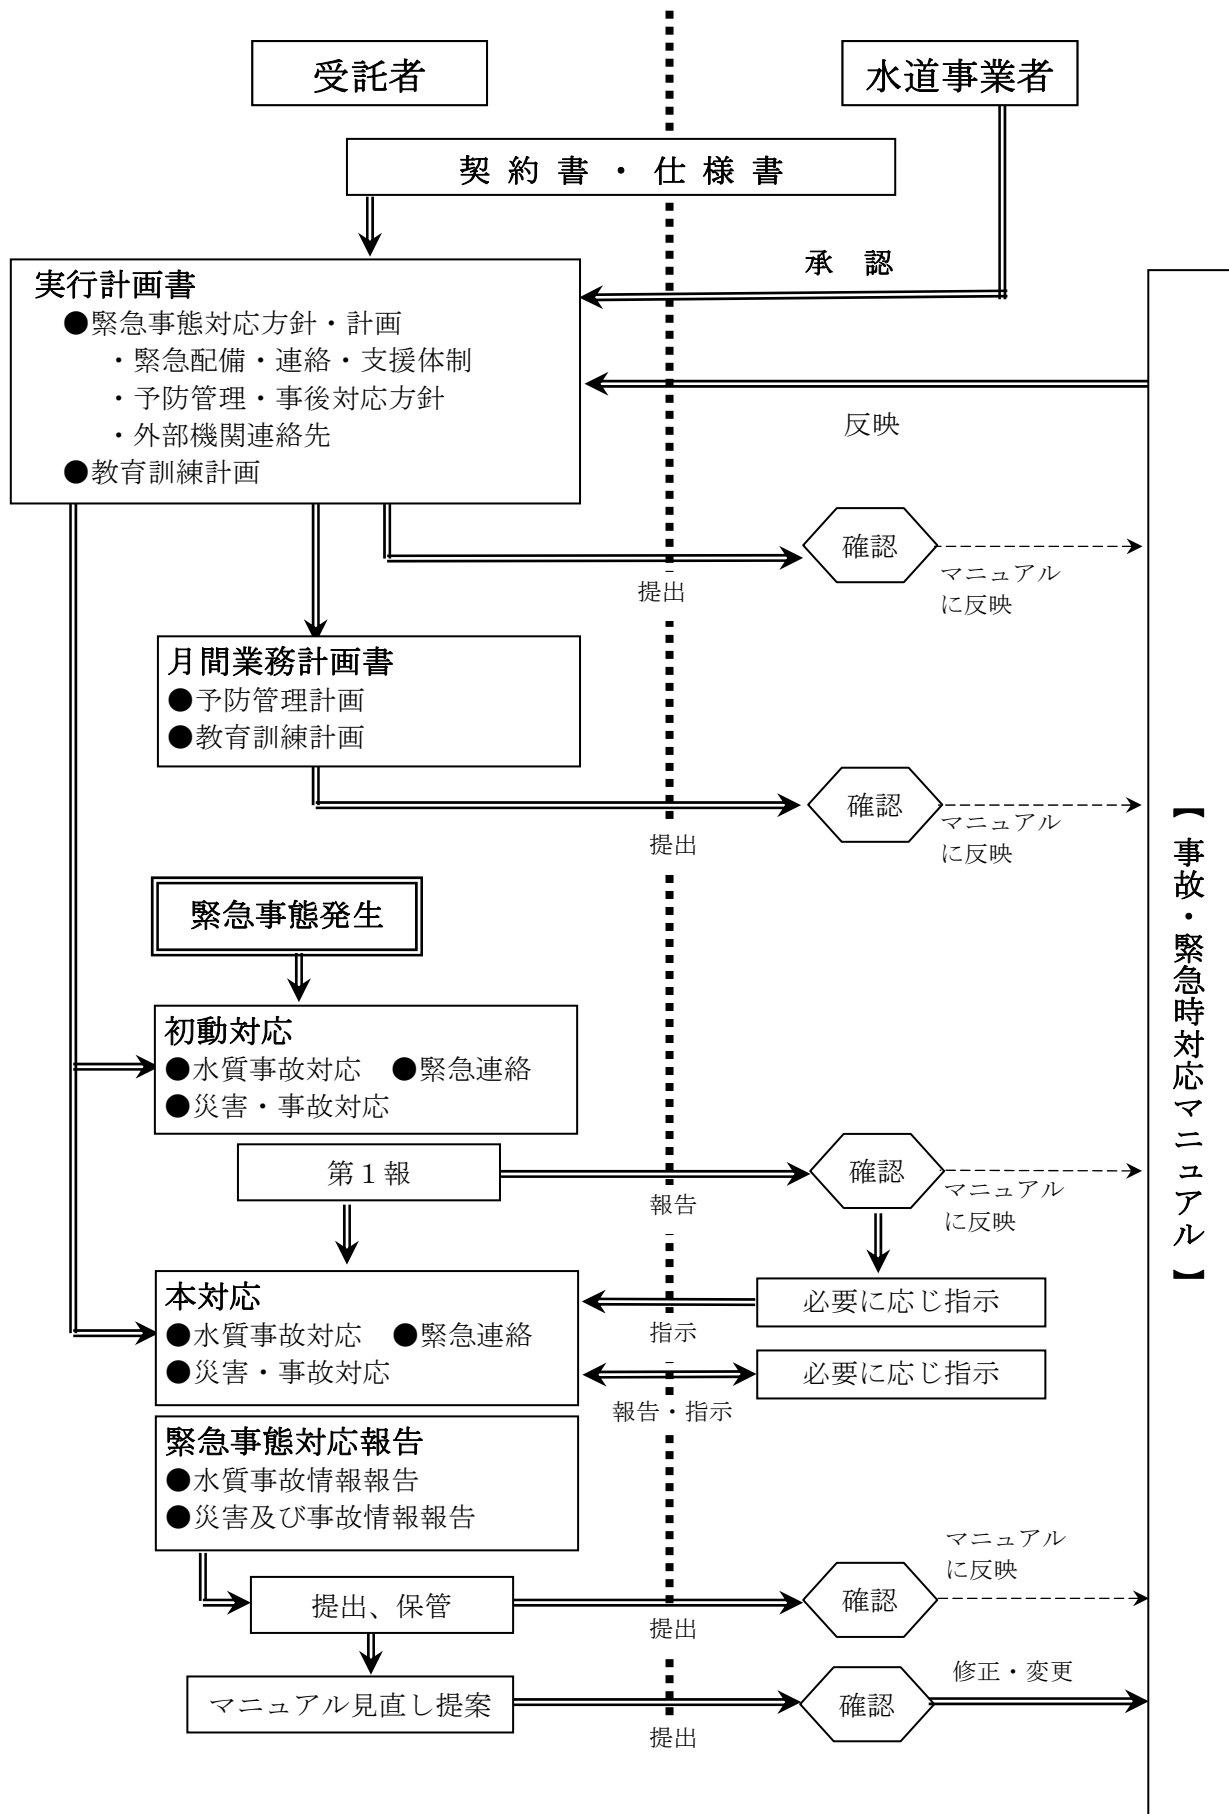 受託者
水道事業者
契約書・仕様書
承認
実行計画書
●緊急事態対応方針・計画
・緊急配備・連絡・支援体制
・予防管理・事後対応方針
・外部機関連絡先
●教育訓練計画
反映
確認
提出
マニュアル
に反映
月間業務計画書
●予防管理計画
●教育訓練計画
確認
提出
マニュアル
に反映
緊急事態発生
初動対応
●水質事故対応 ●緊急連絡
●災害・事故対応
第1報
確認
報告
マニュアル
に反映
本対応
●水質事故対応 ●緊急連絡
●災害・事故対応
必要に応じ指示
指示
必要に応じ指示
報告・指示
緊急事態対応報告
●水質事故情報報告
●災害及び事故情報報告
マニュアル
に反映
提出、保管
確認
提出
マニュアル見直し提案
確認
修正・変更
提出
【事故・緊急時対応マニュアル】